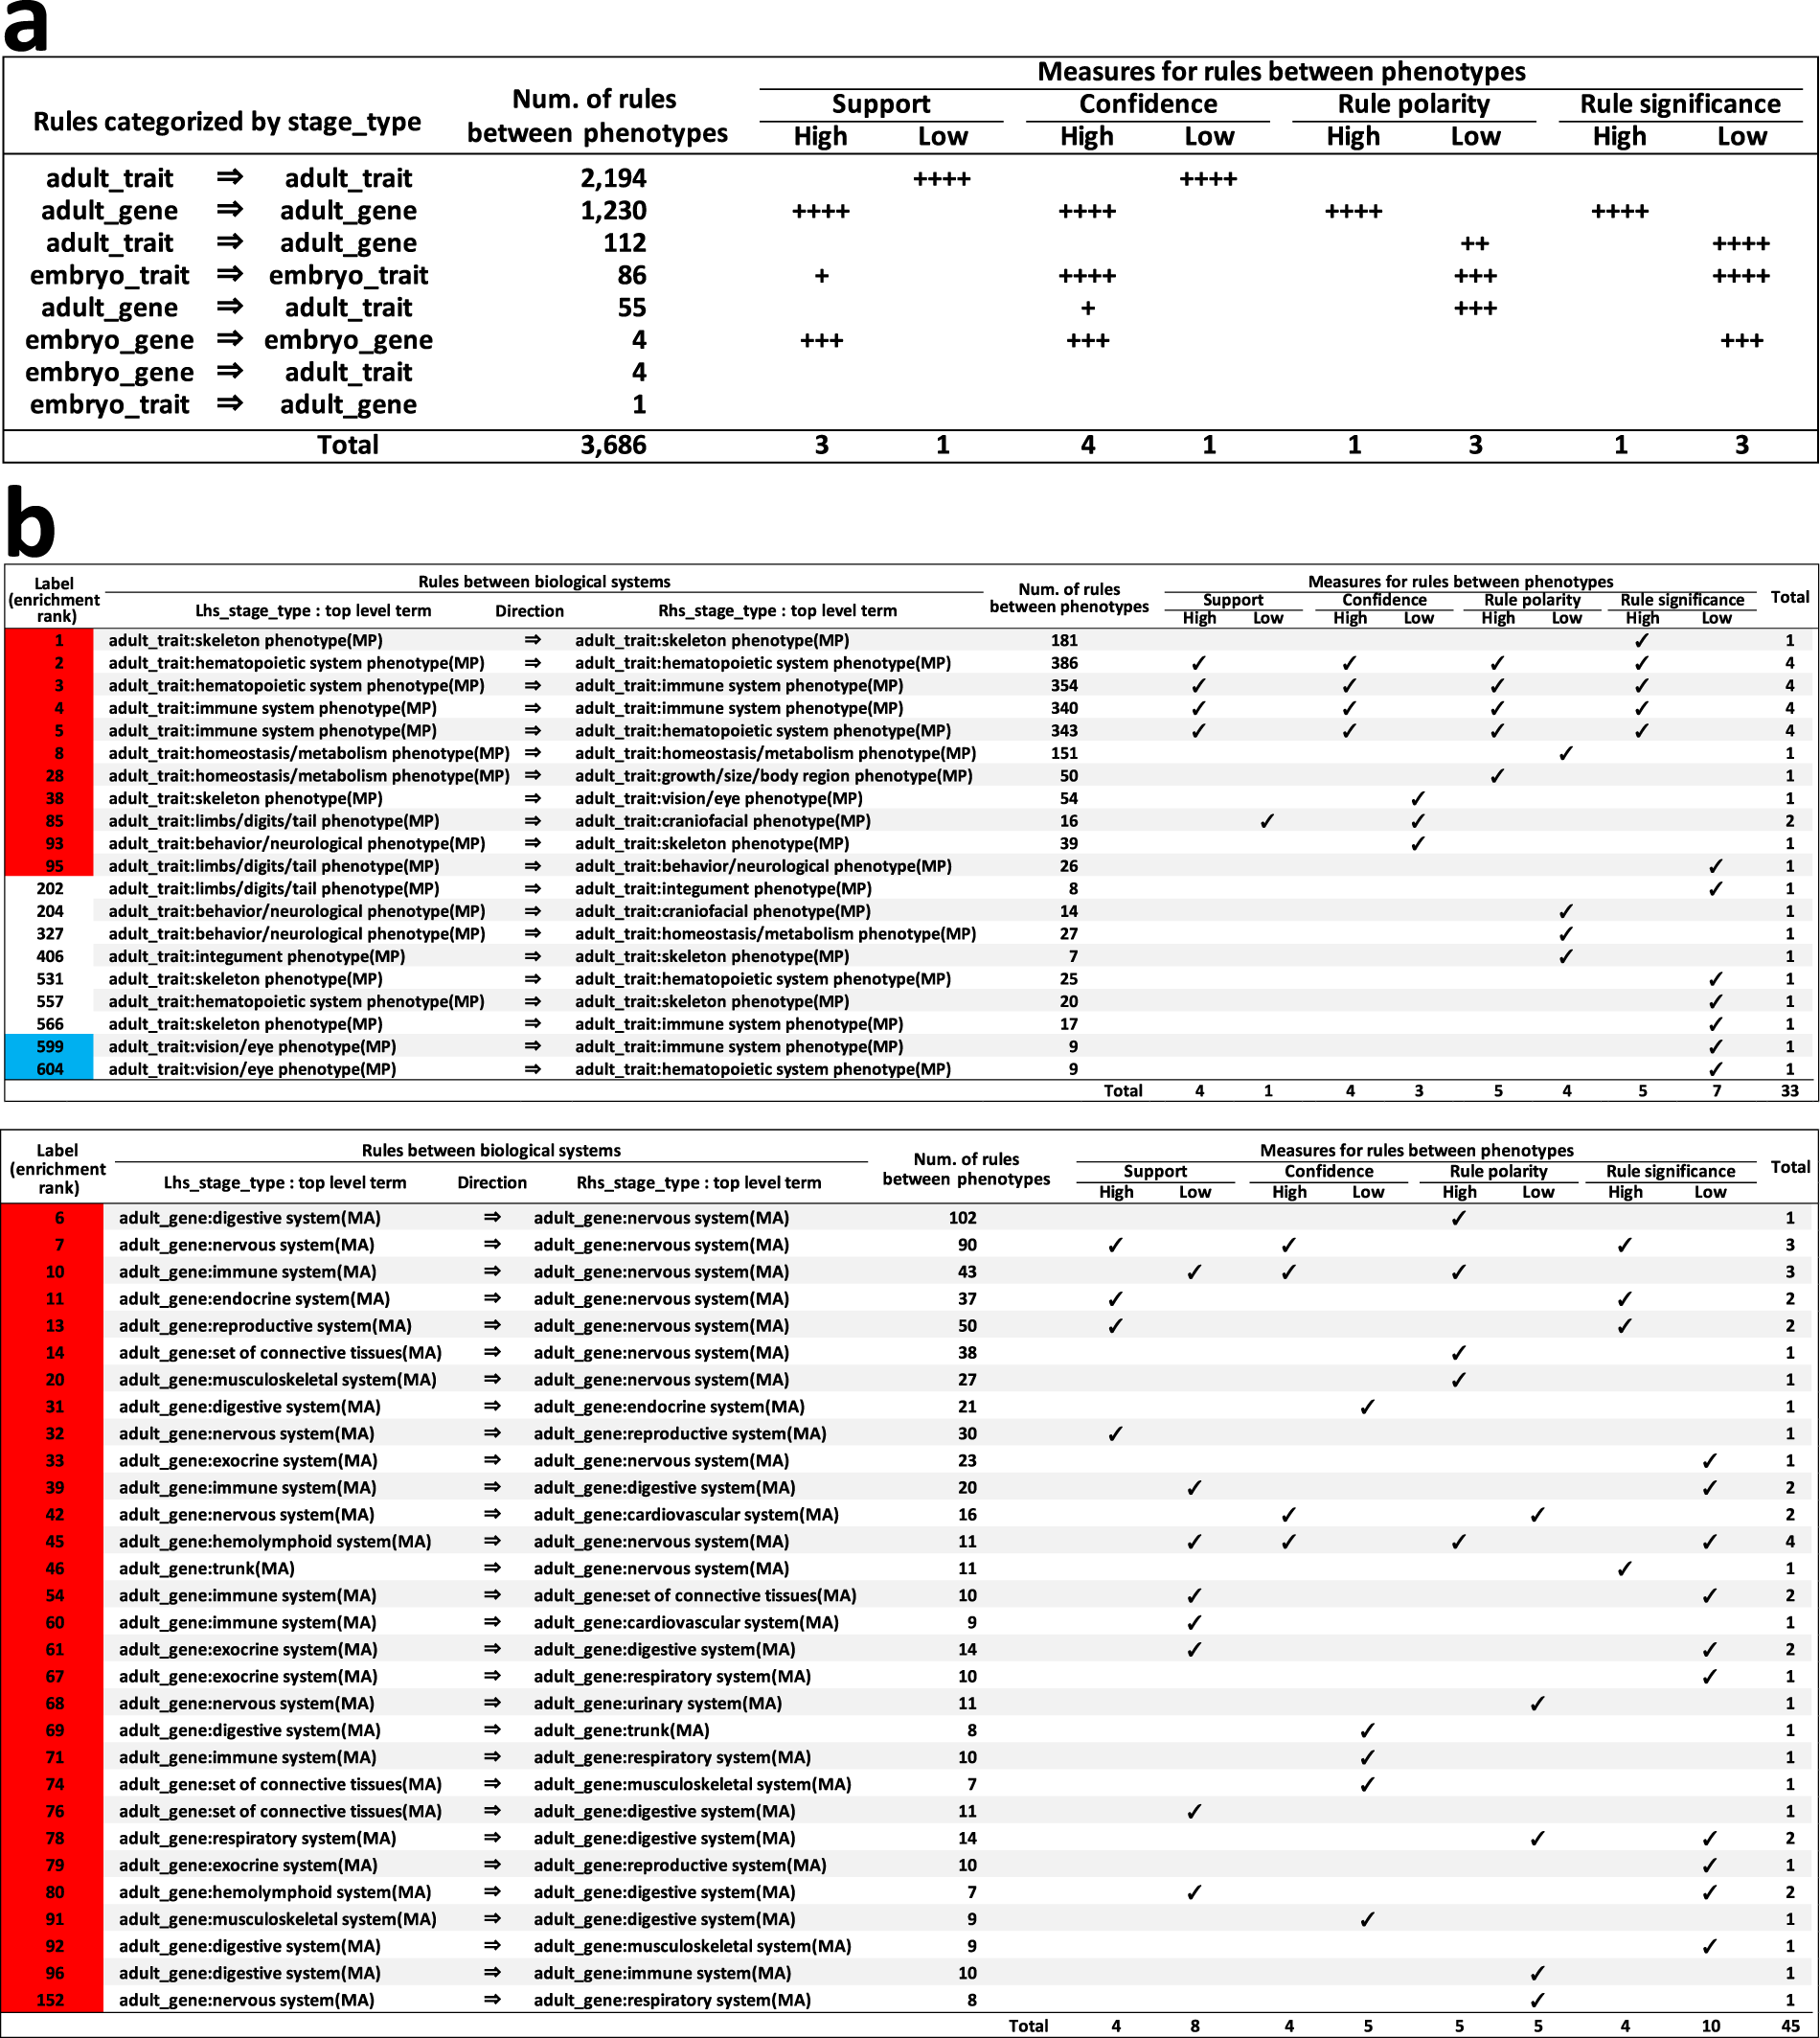 a
Measures for rules between phenotypes
Rules categorized by stage_type Num. of rules between phenotypes Support Confidence Rule polarity Rule significance
High Low High Low High Low High Low
adult_trait ⇒ adult_trait 2,194 ++++ ++++
adult_gene ⇒ adult_gene 1,230 ++++ ++++ ++++ ++++
adult_trait ⇒ adult_gene 112 ++ ++++
embryo_trait ⇒ embryo_trait 86 + ++++ +++ ++++
adult_gene ⇒ adult_trait 55 + +++
embryo_gene ⇒ embryo_gene 4 +++ +++ +++
embryo_gene ⇒ adult_trait 4
embryo_trait ⇒ adult_gene 1
Total 3,686 3 1 4 1 1 3 1 3
b
Label (enrichment rank) Rules between biological systems Num. of rules between phenotypes Measures for rules between phenotypes Total
Lhs_stage_type : top level term Direction Rhs_stage_type : top level term Support Confidence Rule polarity Rule significance
High Low High Low High Low High Low
1 adult_trait:skeleton phenotype(MP) ⇒ adult_trait:skeleton phenotype(MP) 181 ✓ 1
2 adult_trait:hematopoietic system phenotype(MP) ⇒ adult_trait:hematopoietic system phenotype(MP) 386 ✓ ✓ ✓ ✓ 4
3 adult_trait:hematopoietic system phenotype(MP) ⇒ adult_trait:immune system phenotype(MP) 354 ✓ ✓ ✓ ✓ 4
4 adult_trait:immune system phenotype(MP) ⇒ adult_trait:immune system phenotype(MP) 340 ✓ ✓ ✓ ✓ 4
5 adult_trait:immune system phenotype(MP) ⇒ adult_trait:hematopoietic system phenotype(MP) 343 ✓ ✓ ✓ ✓ 4
8 adult_trait:homeostasis/metabolism phenotype(MP) ⇒ adult_trait:homeostasis/metabolism phenotype(MP) 151 ✓ 1
28 adult_trait:homeostasis/metabolism phenotype(MP) ⇒ adult_trait:growth/size/body region phenotype(MP) 50 ✓ 1
38 adult_trait:skeleton phenotype(MP) ⇒ adult_trait:vision/eye phenotype(MP) 54 ✓ 1
85 adult_trait:limbs/digits/tail phenotype(MP) ⇒ adult_trait:craniofacial phenotype(MP) 16 ✓ ✓ 2
93 adult_trait:behavior/neurological phenotype(MP) ⇒ adult_trait:skeleton phenotype(MP) 39 ✓ 1
95 adult_trait:limbs/digits/tail phenotype(MP) ⇒ adult_trait:behavior/neurological phenotype(MP) 26 ✓ 1
202 adult_trait:limbs/digits/tail phenotype(MP) ⇒ adult_trait:integument phenotype(MP) 8 ✓ 1
204 adult_trait:behavior/neurological phenotype(MP) ⇒ adult_trait:craniofacial phenotype(MP) 14 ✓ 1
327 adult_trait:behavior/neurological phenotype(MP) ⇒ adult_trait:homeostasis/metabolism phenotype(MP) 27 ✓ 1
406 adult_trait:integument phenotype(MP) ⇒ adult_trait:skeleton phenotype(MP) 7 ✓ 1
531 adult_trait:skeleton phenotype(MP) ⇒ adult_trait:hematopoietic system phenotype(MP) 25 ✓ 1
557 adult_trait:hematopoietic system phenotype(MP) ⇒ adult_trait:skeleton phenotype(MP) 20 ✓ 1
566 adult_trait:skeleton phenotype(MP) ⇒ adult_trait:immune system phenotype(MP) 17 ✓ 1
599 adult_trait:vision/eye phenotype(MP) ⇒ adult_trait:immune system phenotype(MP) 9 ✓ 1
604 adult_trait:vision/eye phenotype(MP) ⇒ adult_trait:hematopoietic system phenotype(MP) 9 ✓ 1
Total 4 1 4 3 5 4 5 7 33
Label (enrichment rank) Rules between biological systems Num. of rules between phenotypes Measures for rules between phenotypes Total
Lhs_stage_type : top level term Direction Rhs_stage_type : top level term Support Confidence Rule polarity Rule significance
High Low High Low High Low High Low
6 adult_gene:digestive system(MA) ⇒ adult_gene:nervous system(MA) 102 ✓ 1
7 adult_gene:nervous system(MA) ⇒ adult_gene:nervous system(MA) 90 ✓ ✓ ✓ 3
10 adult_gene:immune system(MA) ⇒ adult_gene:nervous system(MA) 43 ✓ ✓ ✓ 3
11 adult_gene:endocrine system(MA) ⇒ adult_gene:nervous system(MA) 37 ✓ ✓ 2
13 adult_gene:reproductive system(MA) ⇒ adult_gene:nervous system(MA) 50 ✓ ✓ 2
14 adult_gene:set of connective tissues(MA) ⇒ adult_gene:nervous system(MA) 38 ✓ 1
20 adult_gene:musculoskeletal system(MA) ⇒ adult_gene:nervous system(MA) 27 ✓ 1
31 adult_gene:digestive system(MA) ⇒ adult_gene:endocrine system(MA) 21 ✓ 1
32 adult_gene:nervous system(MA) ⇒ adult_gene:reproductive system(MA) 30 ✓ 1
33 adult_gene:exocrine system(MA) ⇒ adult_gene:nervous system(MA) 23 ✓ 1
39 adult_gene:immune system(MA) ⇒ adult_gene:digestive system(MA) 20 ✓ ✓ 2
42 adult_gene:nervous system(MA) ⇒ adult_gene:cardiovascular system(MA) 16 ✓ ✓ 2
45 adult_gene:hemolymphoid system(MA) ⇒ adult_gene:nervous system(MA) 11 ✓ ✓ ✓ ✓ 4
46 adult_gene:trunk(MA) ⇒ adult_gene:nervous system(MA) 11 ✓ 1
54 adult_gene:immune system(MA) ⇒ adult_gene:set of connective tissues(MA) 10 ✓ ✓ 2
60 adult_gene:immune system(MA) ⇒ adult_gene:cardiovascular system(MA) 9 ✓ 1
61 adult_gene:exocrine system(MA) ⇒ adult_gene:digestive system(MA) 14 ✓ ✓ 2
67 adult_gene:exocrine system(MA) ⇒ adult_gene:respiratory system(MA) 10 ✓ 1
68 adult_gene:nervous system(MA) ⇒ adult_gene:urinary system(MA) 11 ✓ 1
69 adult_gene:digestive system(MA) ⇒ adult_gene:trunk(MA) 8 ✓ 1
71 adult_gene:immune system(MA) ⇒ adult_gene:respiratory system(MA) 10 ✓ 1
74 adult_gene:set of connective tissues(MA) ⇒ adult_gene:musculoskeletal system(MA) 7 ✓ 1
76 adult_gene:set of connective tissues(MA) ⇒ adult_gene:digestive system(MA) 11 ✓ 1
78 adult_gene:respiratory system(MA) ⇒ adult_gene:digestive system(MA) 14 ✓ ✓ 2
79 adult_gene:exocrine system(MA) ⇒ adult_gene:reproductive system(MA) 10 ✓ 1
80 adult_gene:hemolymphoid system(MA) ⇒ adult_gene:digestive system(MA) 7 ✓ ✓ 2
91 adult_gene:musculoskeletal system(MA) ⇒ adult_gene:digestive system(MA) 9 ✓ 1
92 adult_gene:digestive system(MA) ⇒ adult_gene:musculoskeletal system(MA) 9 ✓ 1
96 adult_gene:digestive system(MA) ⇒ adult_gene:immune system(MA) 10 ✓ 1
152 adult_gene:nervous system(MA) ⇒ adult_gene:respiratory system(MA) 8 ✓ 1
Total 4 8 4 5 5 5 4 10 45